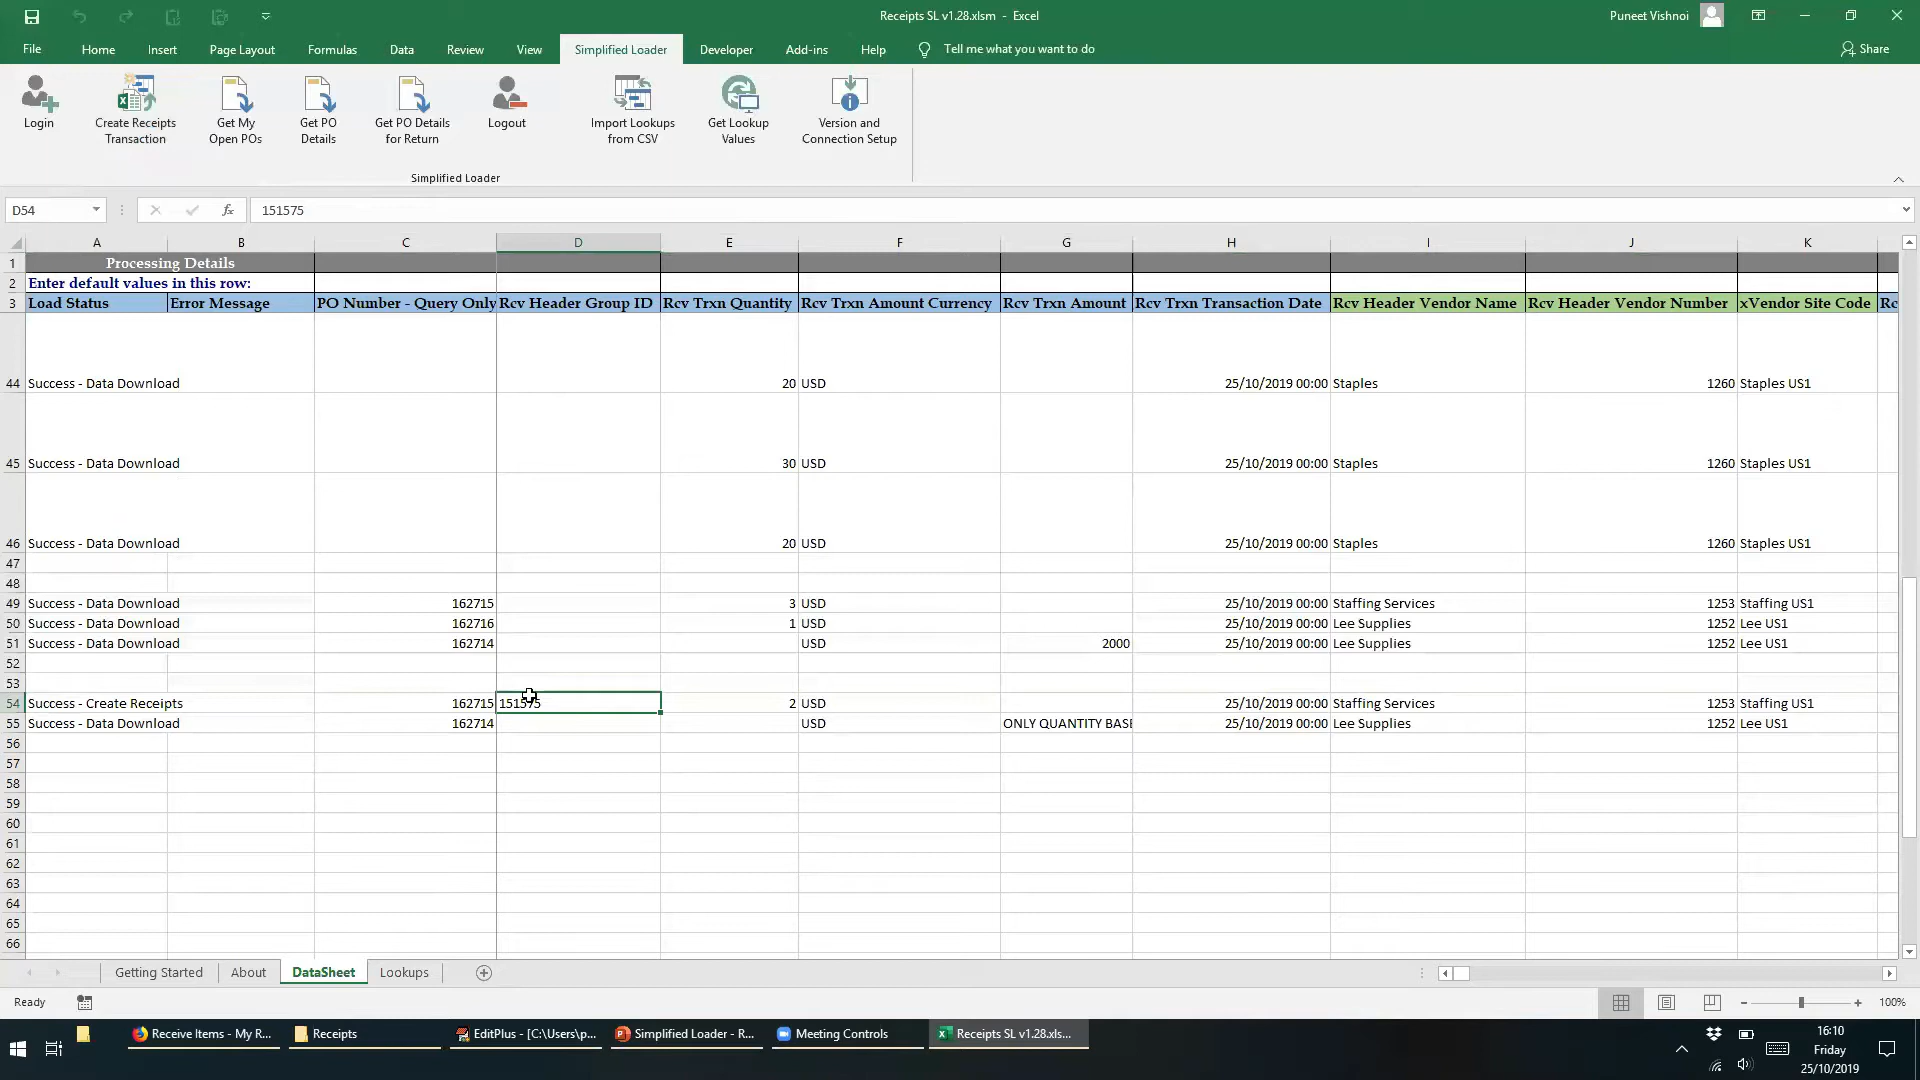 Receipts SL v1.28.xlsm - Excel
Puneet Vishnoi
File Home Insert Page Layout Formulas Data Review View Simplified Loader Developer Add-ins Help Tell me what you want to do Share
Login
Create Receipts Transaction
Get My Open POs
Get PO Details
Get PO Details for Return
Logout
Import Lookups from CSV
Get Lookup Values
Version and Connection Setup
Simplified Loader
D54 fx 151575
A B C D E F G H I J K
1 Processing Details
2 Enter default values in this row:
3 Load Status Error Message PO Number - Query Only Rcv Header Group ID Rcv Trxn Quantity Rcv Trxn Amount Currency Rcv Trxn Amount Rcv Trxn Transaction Date Rcv Header Vendor Name Rcv Header Vendor Number xVendor Site Code Rc
44 Success - Data Download 20 USD 25/10/2019 00:00 Staples 1260 Staples US1
45 Success - Data Download 30 USD 25/10/2019 00:00 Staples 1260 Staples US1
46 Success - Data Download 20 USD 25/10/2019 00:00 Staples 1260 Staples US1
47
48
49 Success - Data Download 162715 3 USD 25/10/2019 00:00 Staffing Services 1253 Staffing US1
50 Success - Data Download 162716 1 USD 25/10/2019 00:00 Lee Supplies 1252 Lee US1
51 Success - Data Download 162714 USD 2000 25/10/2019 00:00 Lee Supplies 1252 Lee US1
52
53
54 Success - Create Receipts 162715 151575 2 USD 25/10/2019 00:00 Staffing Services 1253 Staffing US1
55 Success - Data Download 162714 USD ONLY QUANTITY BASE 25/10/2019 00:00 Lee Supplies 1252 Lee US1
56
57
58
59
60
61
62
63
64
65
66
Getting Started About DataSheet Lookups
Ready 100%
Receive Items - My R... Receipts EditPlus - [C:\Users\p... Simplified Loader - R... Meeting Controls Receipts SL v1.28.xls...
16:10
Friday
25/10/2019